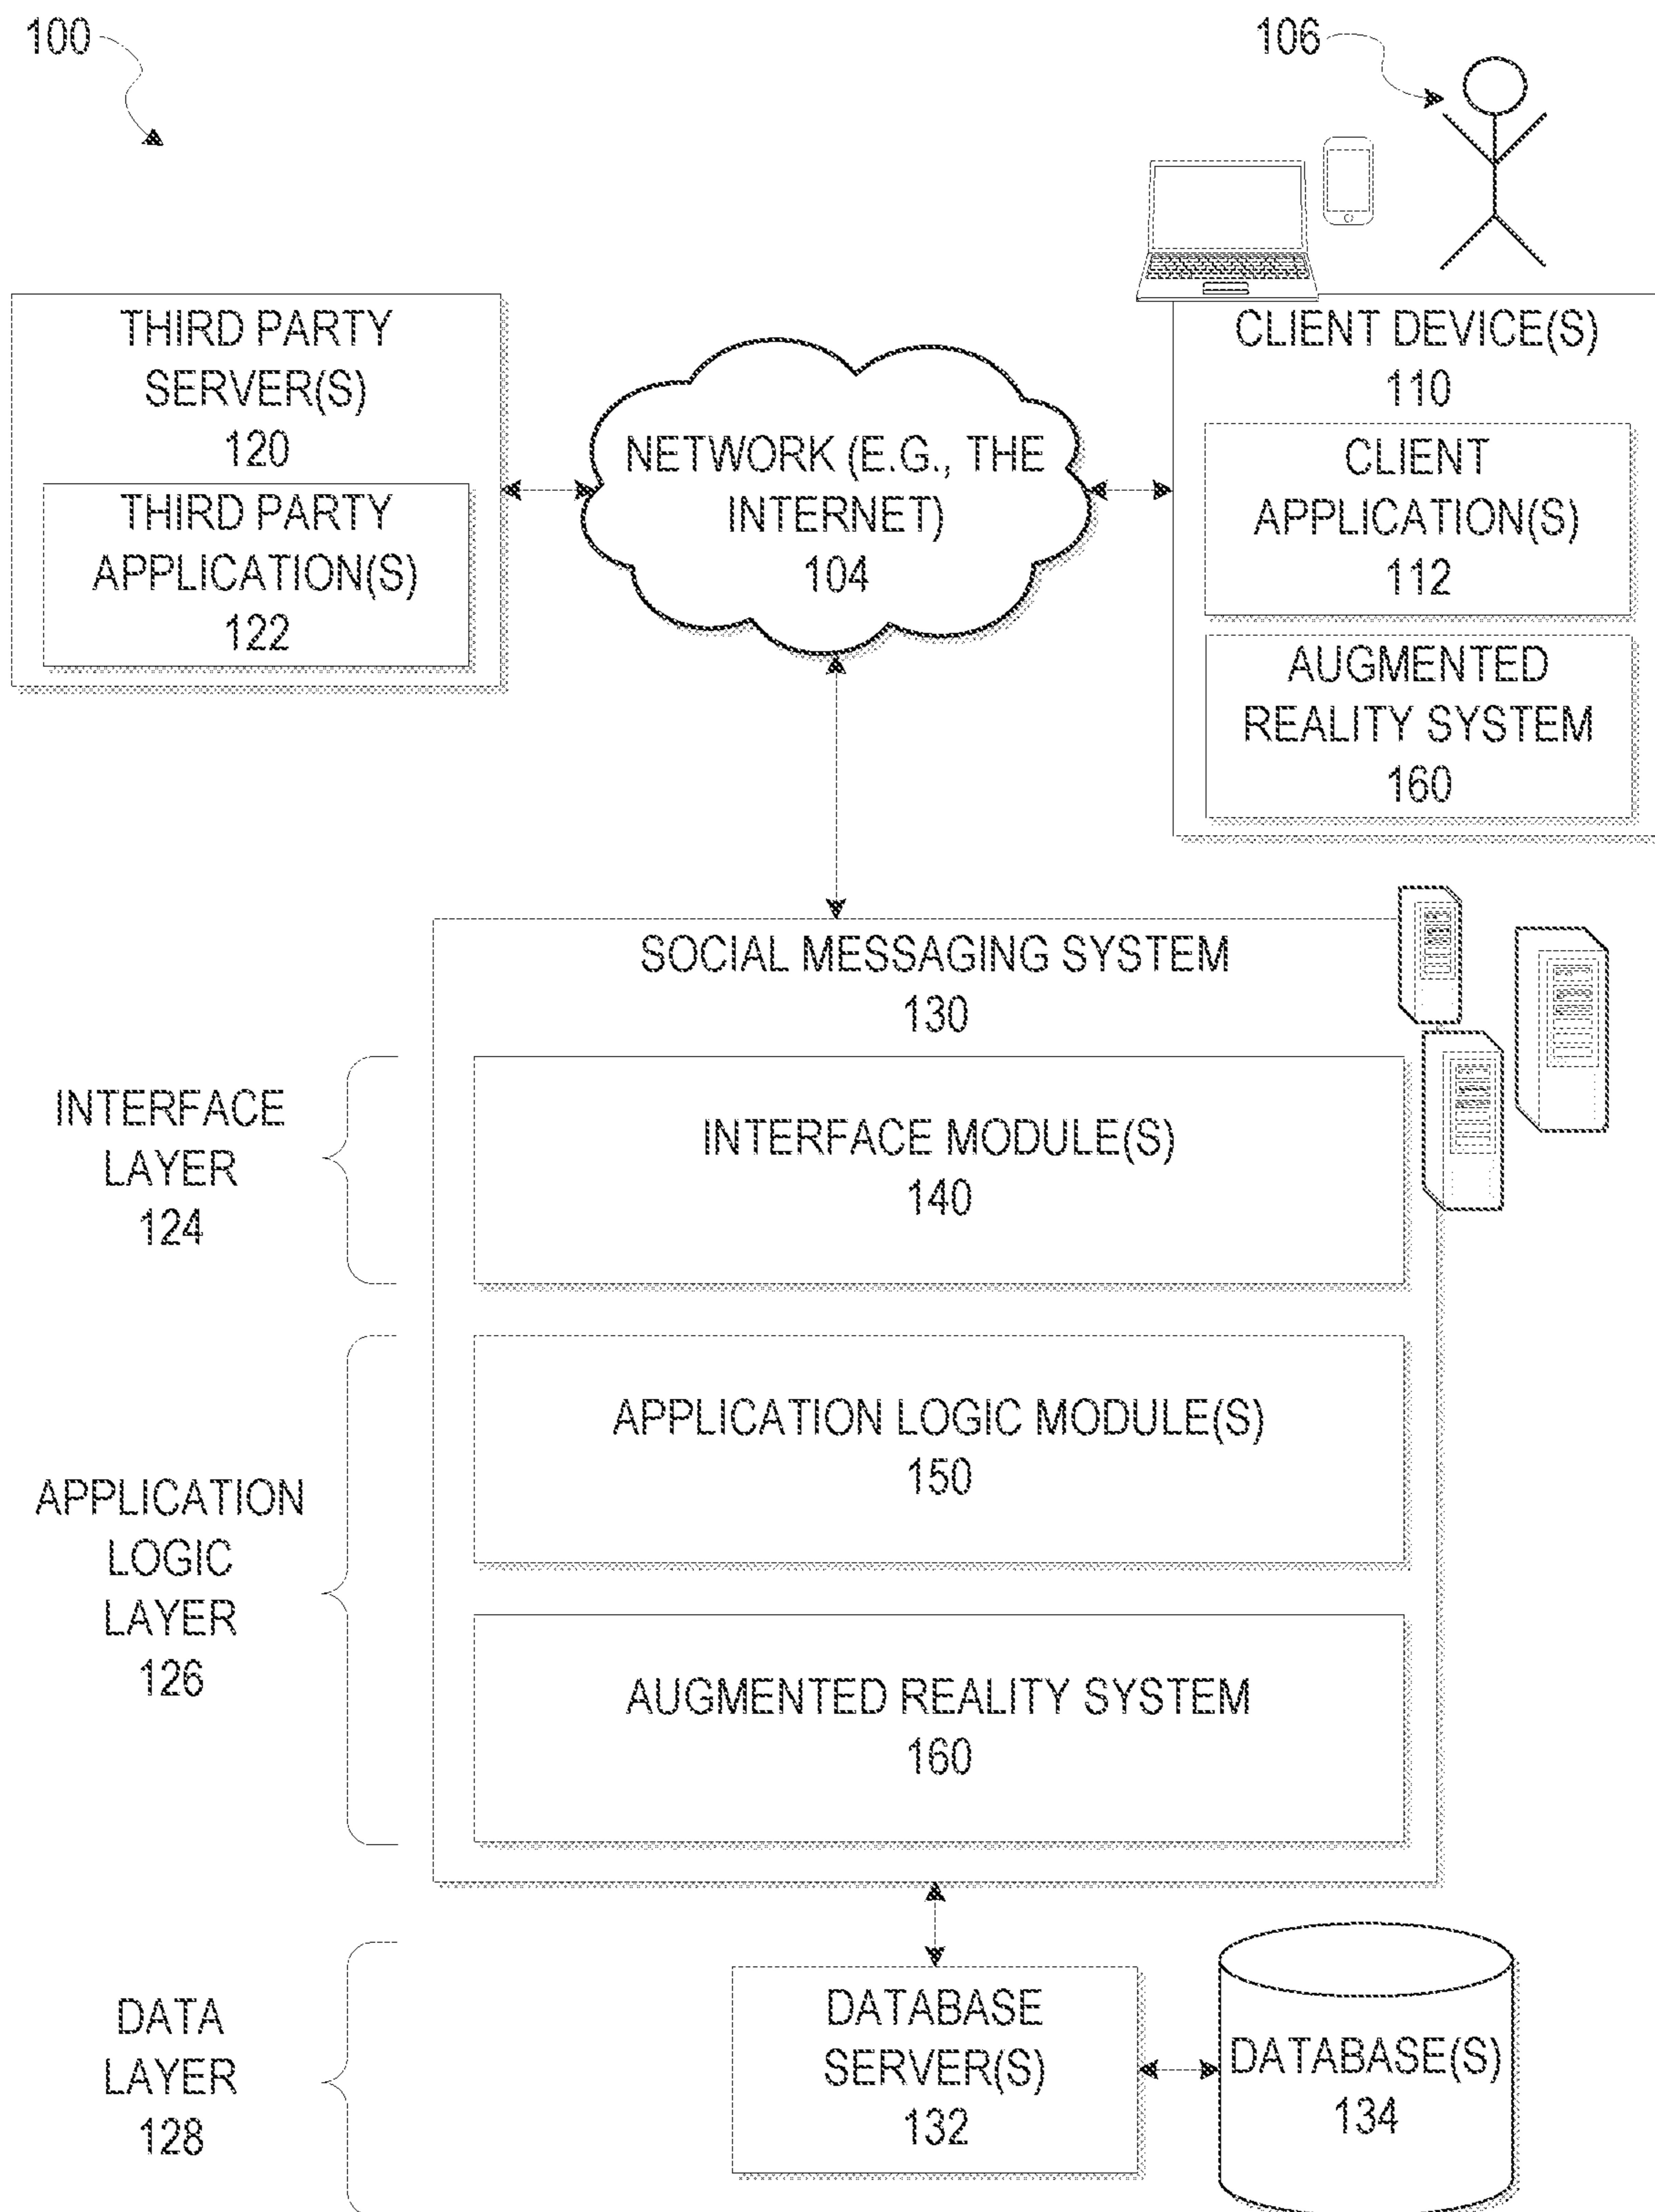 100
106
THIRD PARTY
SERVER(S)
120
THIRD PARTY
APPLICATION(S)
122
NETWORK (E.G., THE
INTERNET)
104
CLIENT DEVICE(S)
110
CLIENT
APPLICATION(S)
112
AUGMENTED
REALITY SYSTEM
160
SOCIAL MESSAGING SYSTEM
130
INTERFACE
LAYER
124
INTERFACE MODULE(S)
140
APPLICATION
LOGIC
LAYER
126
APPLICATION LOGIC MODULE(S)
150
AUGMENTED REALITY SYSTEM
160
DATA
LAYER
128
DATABASE
SERVER(S)
132
DATABASE(S)
134